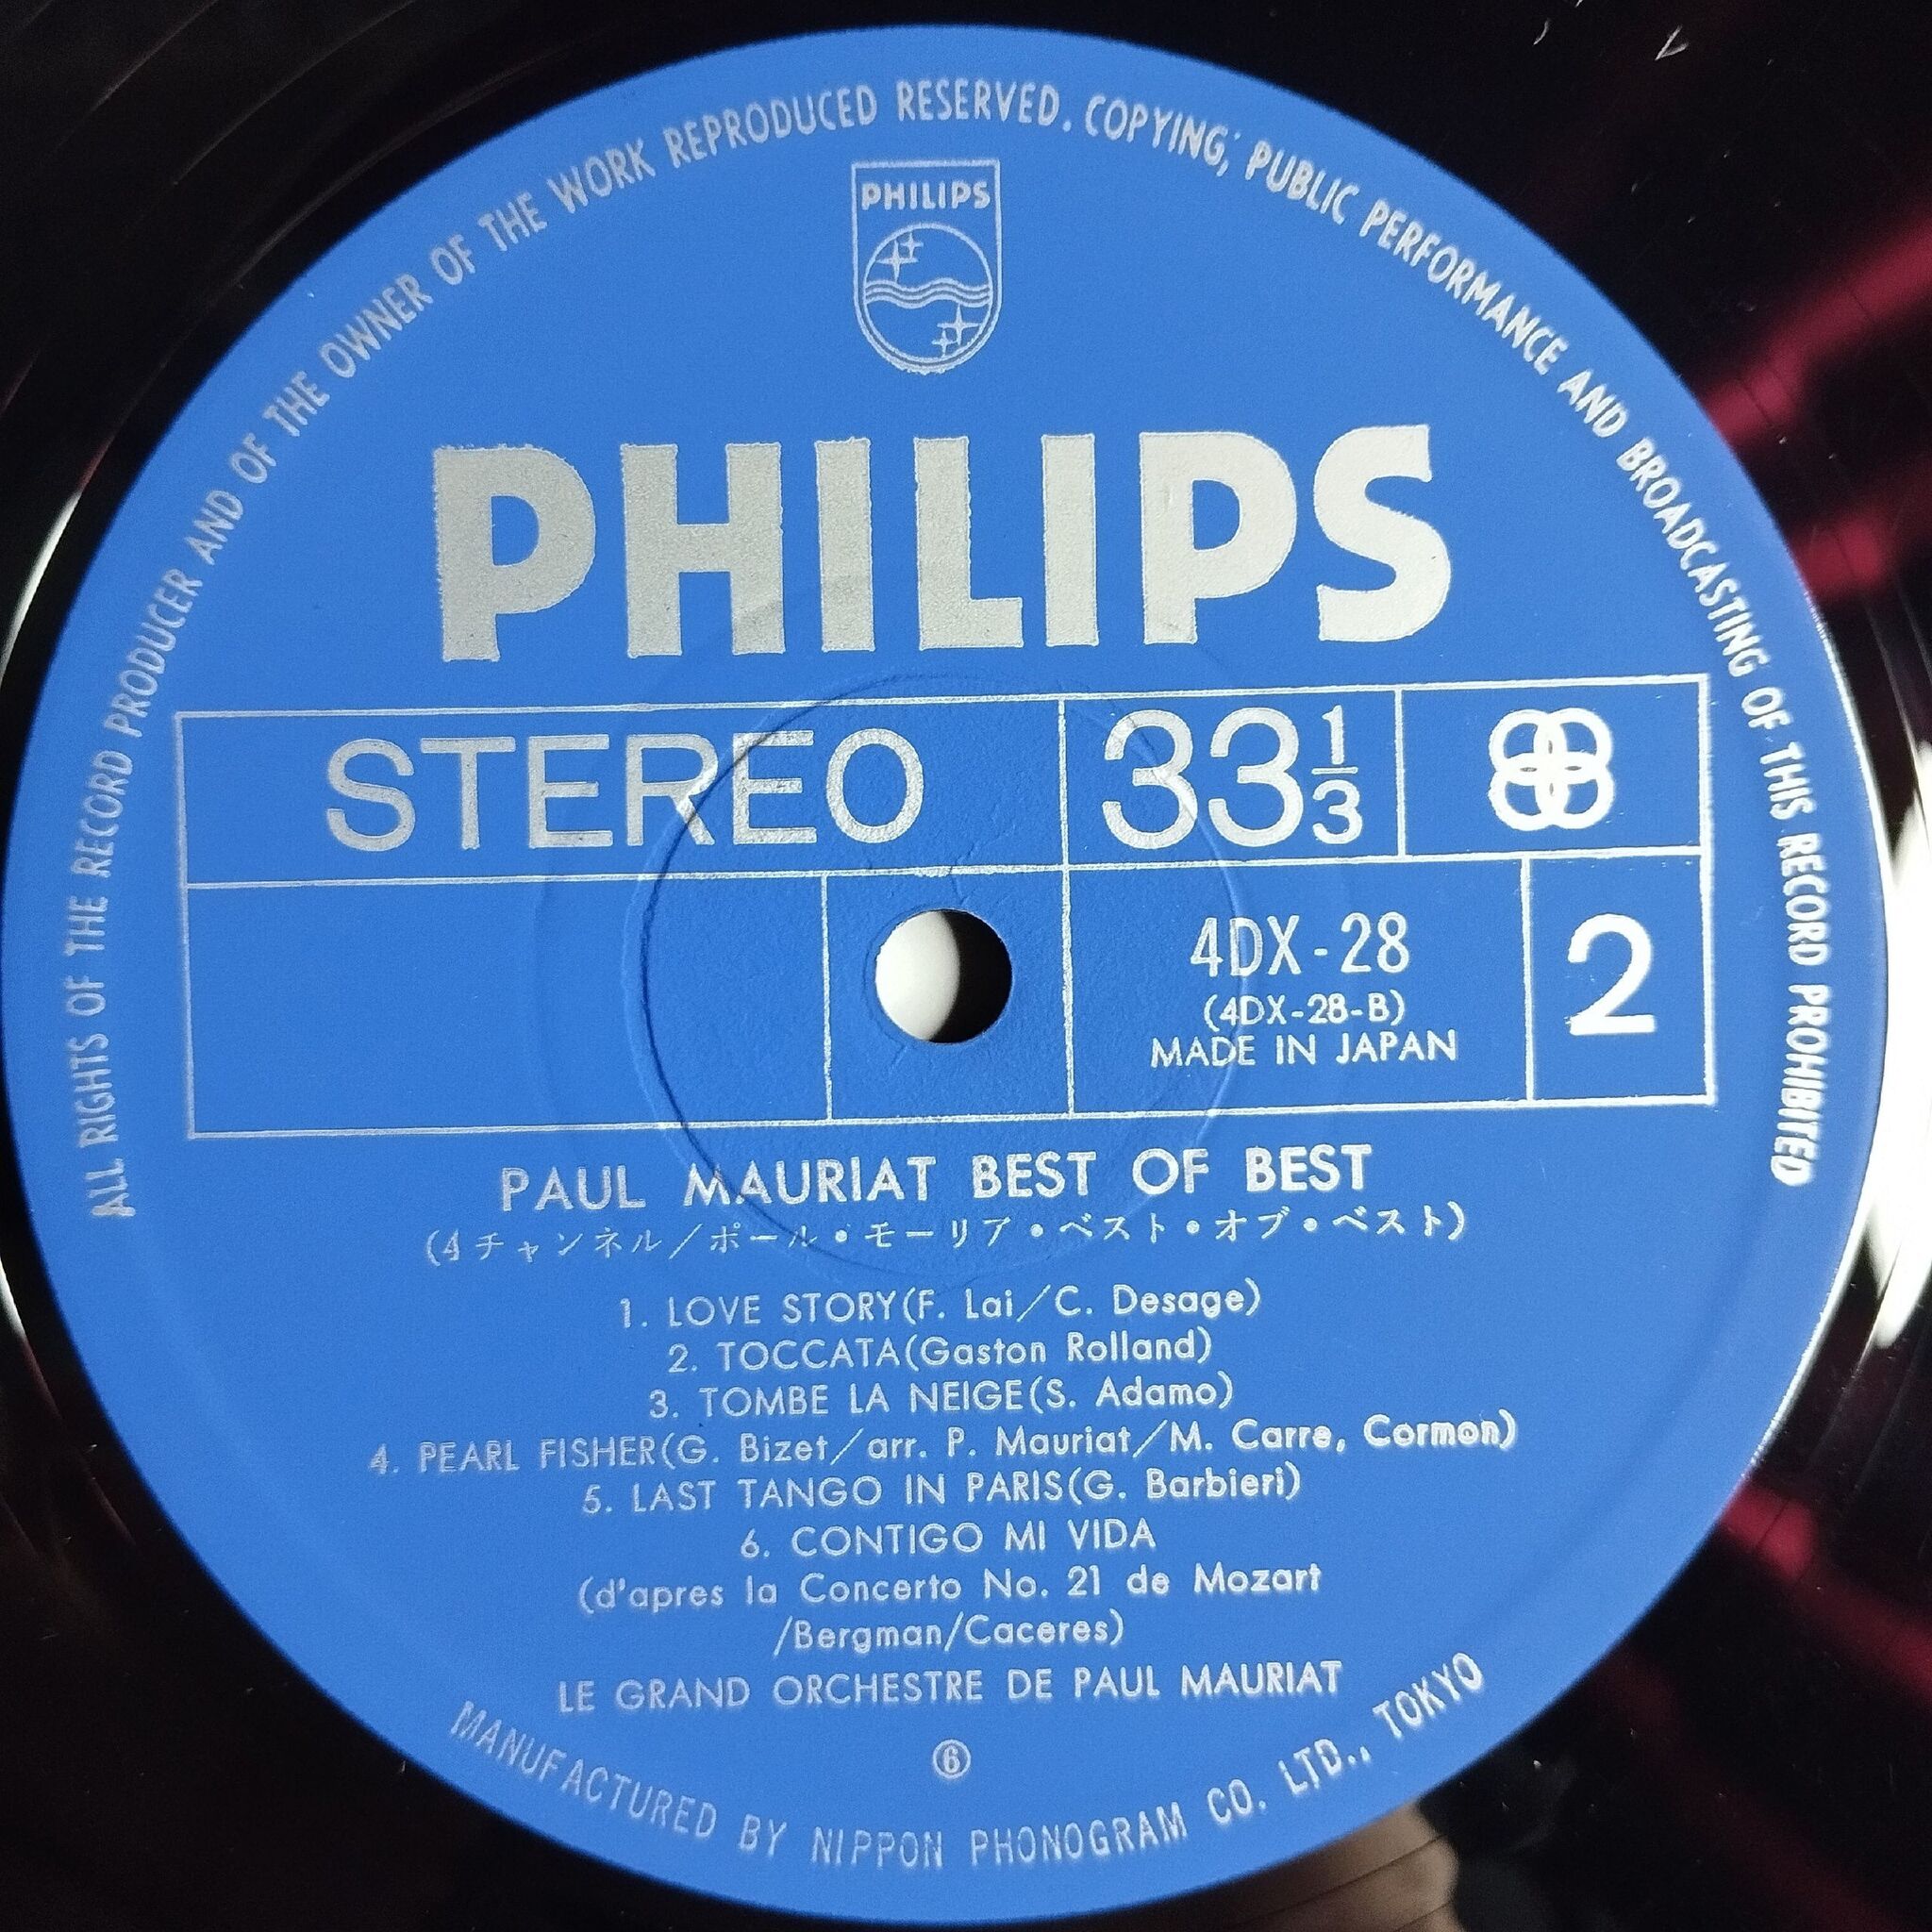 ALL RIGHTS OF THE RECORD PRODUCER AND OF THE OWNER OF THE WORK REPRODUCED RESERVED. COPYING, PUBLIC PERFORMANCE AND BROADCASTING OF THIS RECORD PROHIBITED
PHILIPS
PHILIPS
STEREO 33 1/3
4DX-28 2
(4DX-28-B)
MADE IN JAPAN
PAUL MAURIAT BEST OF BEST
(4チャンネル/ポール・モーリア・ベスト・オブ・ベスト)
1. LOVE STORY(F. Lai/C. Desage)
2. TOCCATA(Gaston Rolland)
3. TOMBE LA NEIGE(S. Adamo)
4. PEARL FISHER(G. Bizet/arr. P. Mauriat/M. Carre, Cormon)
5. LAST TANGO IN PARIS(G. Barbieri)
6. CONTIGO MI VIDA
(d'apres la Concerto No. 21 de Mozart
/Bergman/Caceres)
LE GRAND ORCHESTRE DE PAUL MAURIAT
⑥
MANUFACTURED BY NIPPON PHONOGRAM CO. LTD., TOKYO